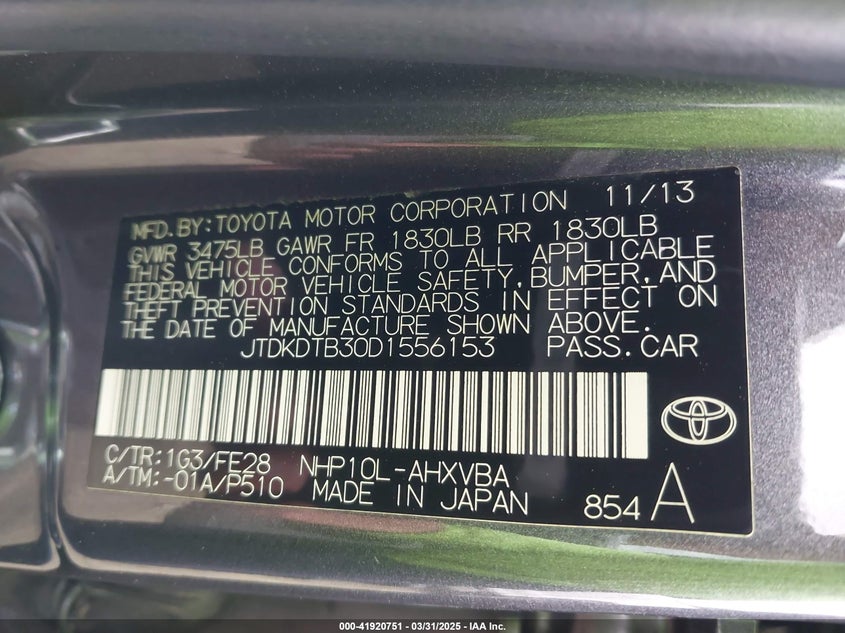 MFD.BY:TOYOTA MOTOR CORPORATION 11/13
GVWR 3475LB GAWR FR 1830LB RR 1830LB
THIS VEHICLE CONFORMS TO ALL APPLICABLE
FEDERAL MOTOR VEHICLE SAFETY,BUMPER,AND
THEFT PREVENTION STANDARDS IN EFFECT ON
THE DATE OF MANUFACTURE SHOWN ABOVE.
JTDKDTB30D1556153 PASS.CAR
C/TR:1G3/FE28 NHP10L-AHXVBA
A/TM:-01A/P510 MADE IN JAPAN 854 A
000-41920751 - 03/31/2025 - IAA Inc.